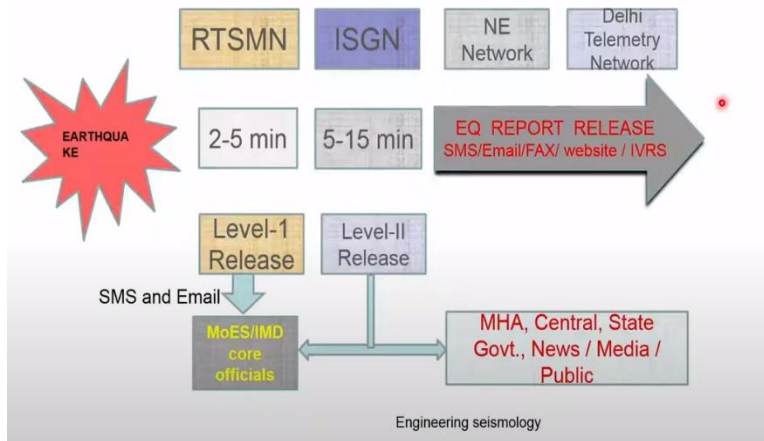 RTSMN
ISGN
NE
Network
Delhi
Telemetry
Network
EARTHQUA
KE
2-5 min
5-15 min
EQ REPORT RELEASE
SMS/Email/FAX/ website / IVRS
Level-1
Release
Level-II
Release
SMS and Email
MoES/IMD
core
officials
MHA, Central, State
Govt., News / Media /
Public
Engineering seismology